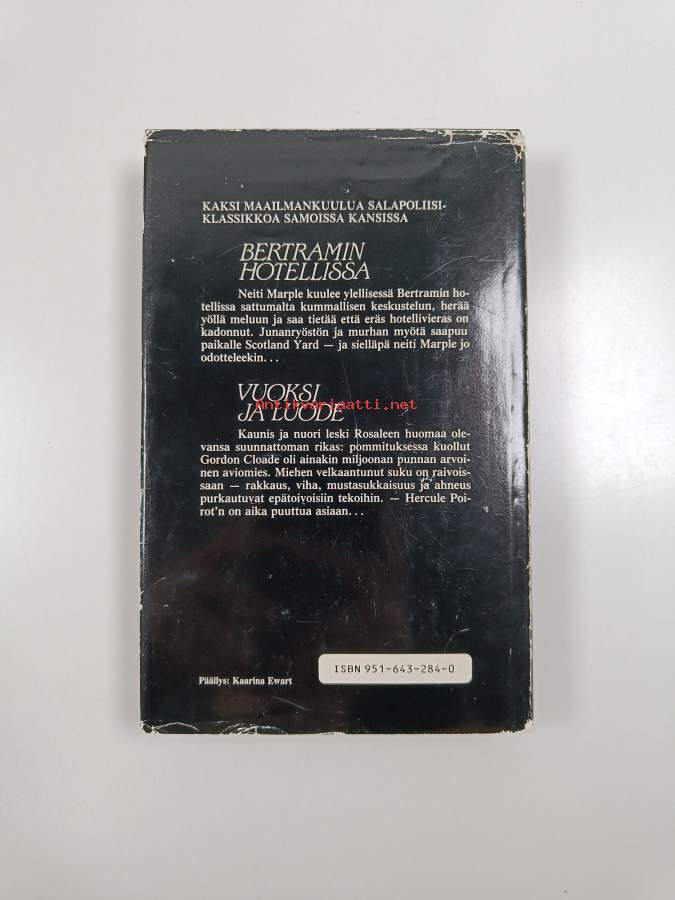 KAKSI MAAILMANKUULUA SALAPOLIISI-
KLASSIKKOA SAMOISSA KANSISSA
BERTRAMIN
HOTELLISSA
Neiti Marple kuulee ylellisessä Bertramin ho-
tellissa sattumalta kummallisen keskustelun, herää
yöllä meluun ja saa tietää että eräs hotellivieras on
kadonnut. Junanryöstön ja murhan myötä saapuu
paikalle Scotland Yard — ja sielläpä neiti Marple jo
odotteleekin...
VUOKSI
Antikvariaatti.net
JA LUODE
Kaunis ja nuori leski Rosaleen huomaa ole-
vansa suunnattoman rikas: pommituksessa kuollut
Gordon Cloade oli ainakin miljoonan punnan arvoi-
nen aviomies. Miehen velkaantunut suku on raivois-
saan — rakkaus, viha, mustasukkaisuus ja ahneus
purkautuvat epätoivoisiin tekoihin. — Hercule Poi-
rot'n on aika puuttua asiaan...
ISBN 951-643-284-0
Päällys: Kaarina Ewart